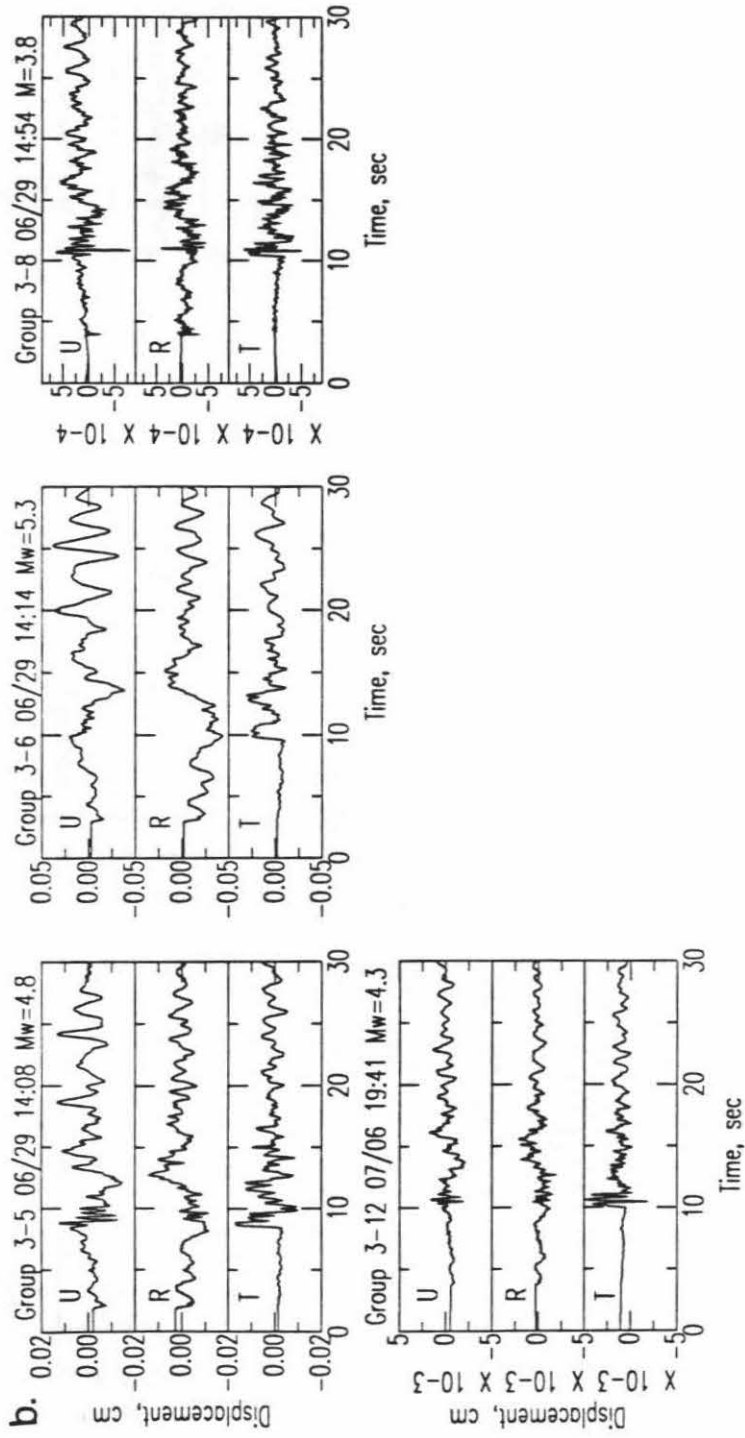 b.
Group 3-5 06/29 14:08 Mw=4.8
0.02
0.00
-0.02
0.00
-0.02
0.00
-0.02
U
R
T
0 10 20 30
Displacement, cm
Group 3-6 06/29 14:14 Mw=5.3
0.05
0.00
-0.05
0.00
-0.05
0.00
-0.05
U
R
T
0 10 20 30
Time, sec
Group 3-8 06/29 14:54 M=3.8
5
0
-5
5
0
-5
5
0
-5
X 10-4
X 10-4
X 10-4
U
R
T
0 10 20 30
Time, sec
Group 3-12 07/06 19:41 Mw=4.3
5
0
-5
0
-5
0
-5
X 10-3
X 10-3
X 10-3
U
R
T
0 10 20 30
Displacement, cm
Time, sec